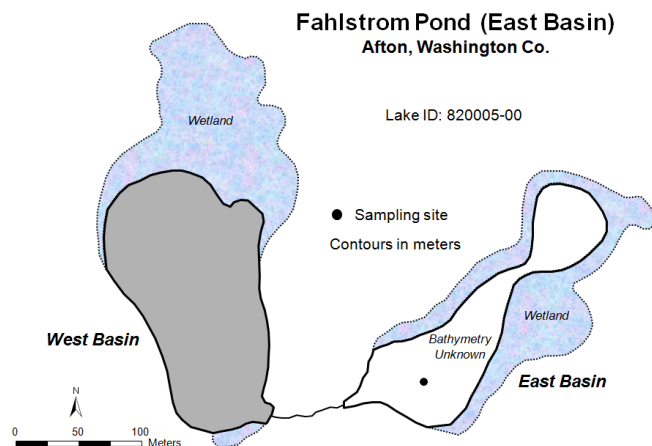 Fahlstrom Pond (East Basin)
Afton, Washington Co.
Wetland
Lake ID: 820005-00
Sampling site
Contours in meters
West Basin
Bathymetry
Unknown
Wetland
East Basin
N
0 50 100
Meters